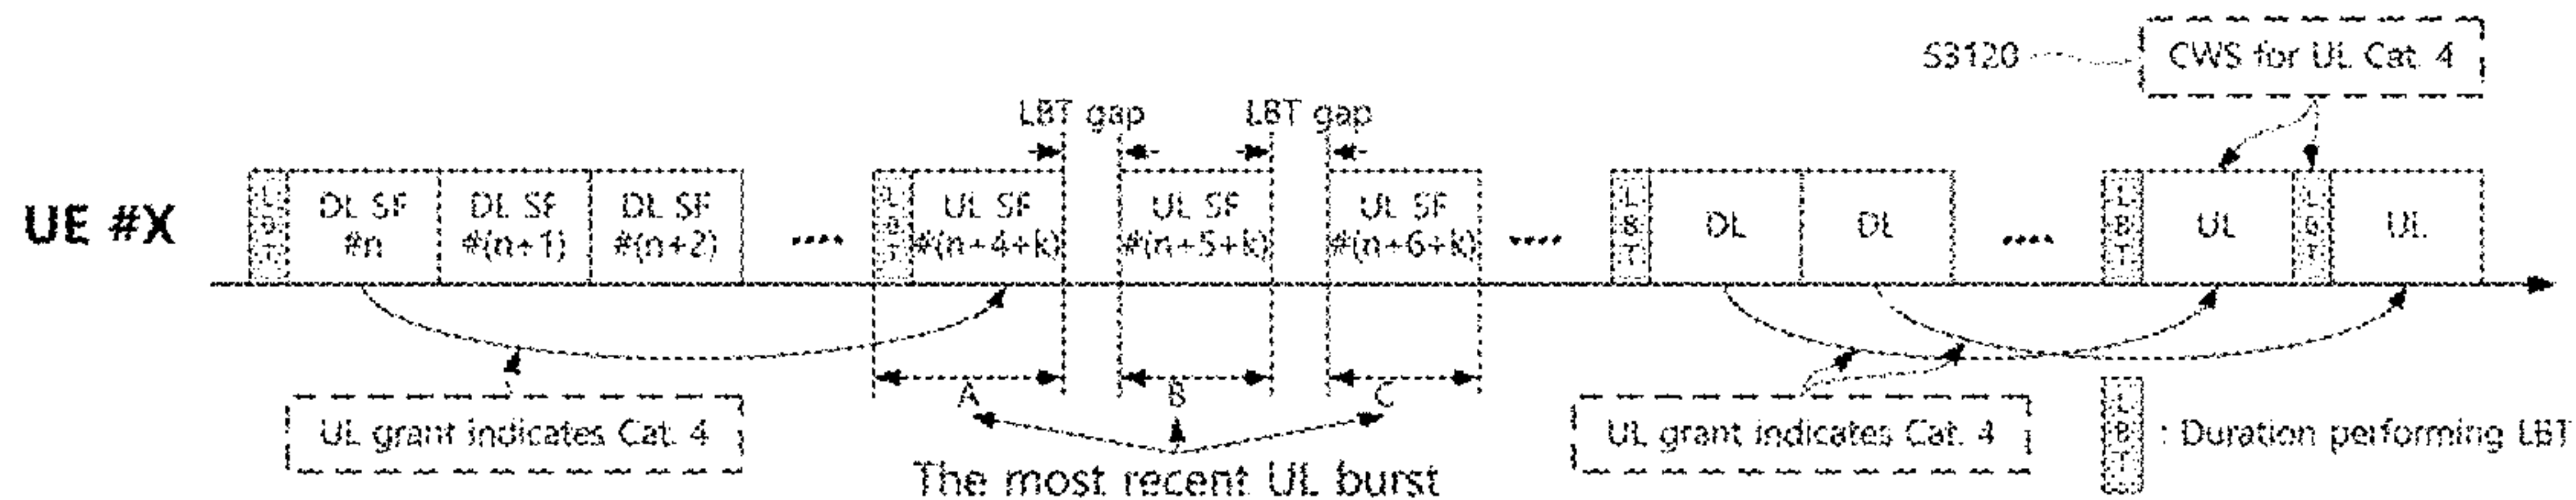 S3120
CWS for UL Cat. 4
LBT gap
LBT gap
UE #X
LBT
DL SF
#n
DL SF
#(n+1)
DL SF
#(n+2)
....
LBT
UL SF
#(n+4+k)
UL SF
#(n+5+k)
UL SF
#(n+6+k)
....
LBT
DL
DL
....
LBT
UL
LBT
UL
A
B
C
UL grant indicates Cat. 4
The most recent UL burst
UL grant indicates Cat. 4
LBT
: Duration performing LBT